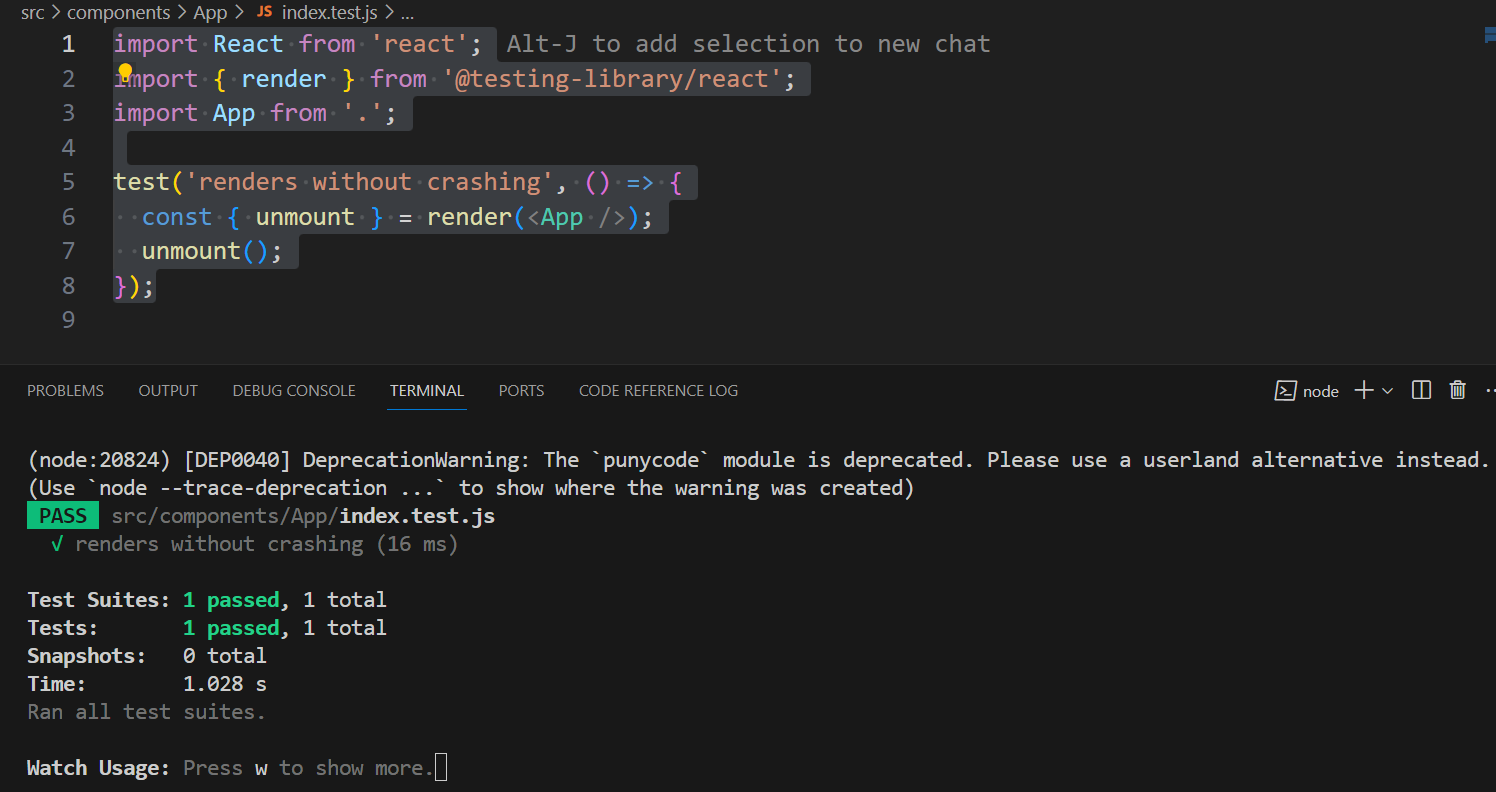 src > components > App > JS index.test.js > ...
1 import React from 'react'; Alt-J to add selection to new chat
2 import { render } from '@testing-library/react';
3 import App from '.';
4
5 test('renders without crashing', () => {
6 const { unmount } = render(<App />);
7 unmount();
8 });
9
PROBLEMS OUTPUT DEBUG CONSOLE TERMINAL PORTS CODE REFERENCE LOG node
(node:20824) [DEP0040] DeprecationWarning: The `punycode` module is deprecated. Please use a userland alternative instead.
(Use `node --trace-deprecation ...` to show where the warning was created)
PASS src/components/App/index.test.js
√ renders without crashing (16 ms)
Test Suites: 1 passed, 1 total
Tests: 1 passed, 1 total
Snapshots: 0 total
Time: 1.028 s
Ran all test suites.
Watch Usage: Press w to show more.